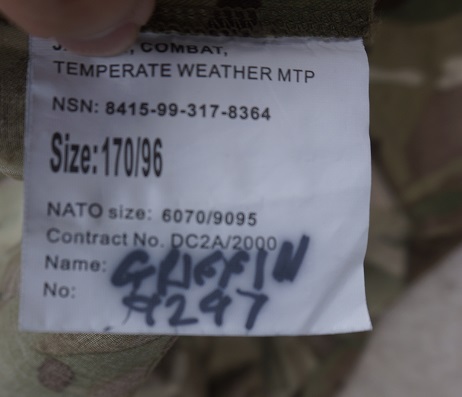 COMBAT,
TEMPERATE WEATHER MTP
NSN: 8415-99-317-8364
Size:170/96
NATO size: 6070/9095
Contract No. DC2A/2000
Name: GRIFFIN
No: 9297